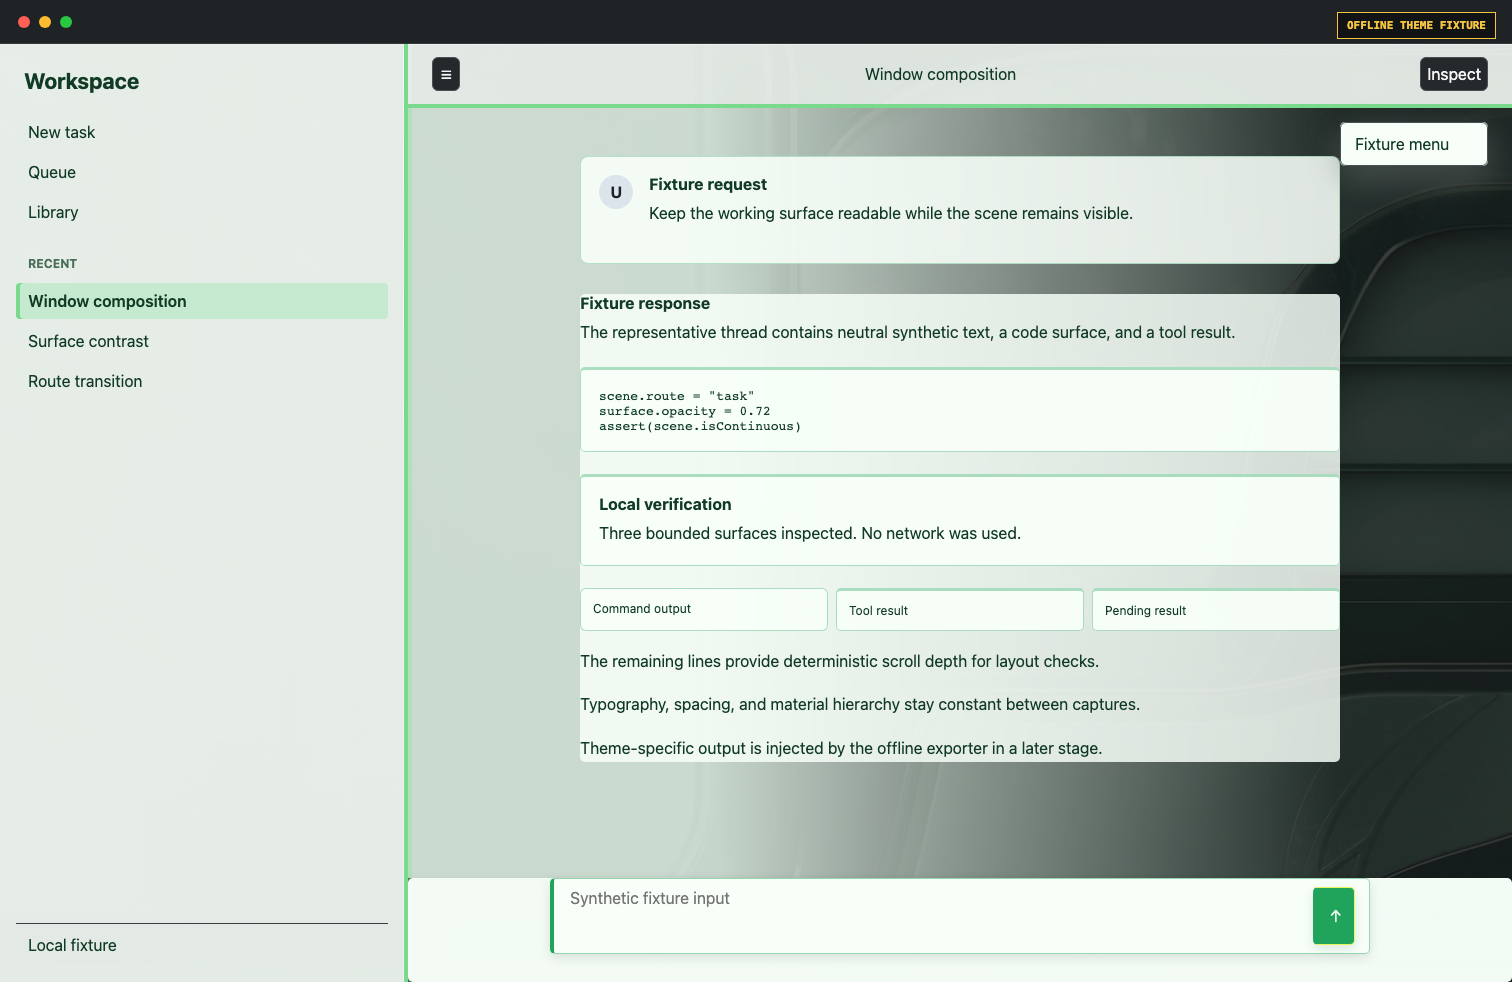 OFFLINE THEME FIXTURE
Workspace
New task
Queue
Library
RECENT
Window composition
Surface contrast
Route transition
Local fixture
Window composition
Inspect
Fixture menu
U
Fixture request
Keep the working surface readable while the scene remains visible.
Fixture response
The representative thread contains neutral synthetic text, a code surface, and a tool result.
scene.route = "task"
surface.opacity = 0.72
assert(scene.isContinuous)
Local verification
Three bounded surfaces inspected. No network was used.
Command output
Tool result
Pending result
The remaining lines provide deterministic scroll depth for layout checks.
Typography, spacing, and material hierarchy stay constant between captures.
Theme-specific output is injected by the offline exporter in a later stage.
Synthetic fixture input